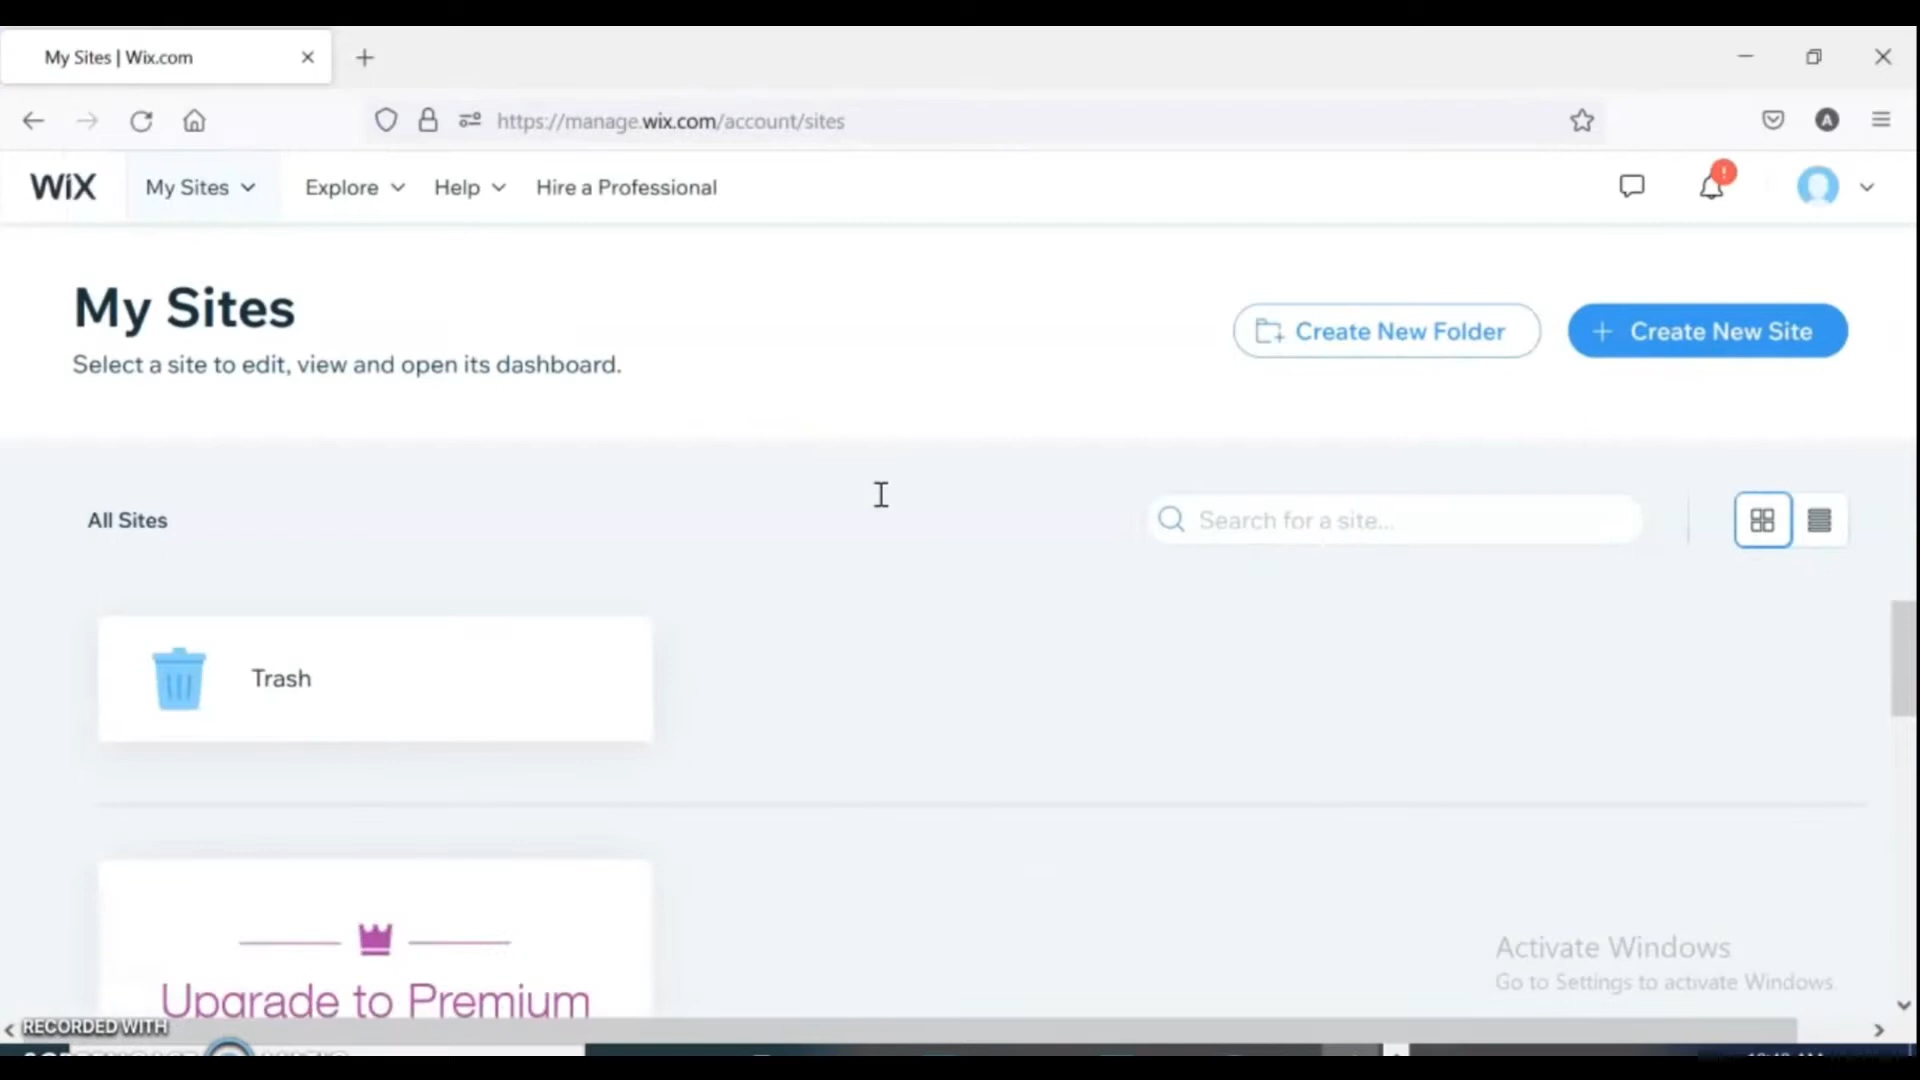 My Sites | Wix.com
https://manage.wix.com/account/sites
A
WiX
My Sites
Explore
Help
Hire a Professional
!
My Sites
Select a site to edit, view and open its dashboard.
Create New Folder
+ Create New Site
All Sites
Search for a site...
Trash
Upgrade to Premium
Activate Windows
Go to Settings to activate Windows.
RECORDED WITH